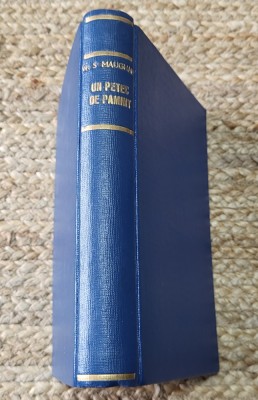 W. S. MAUGHAM
UN PETEC
DE PAMINT